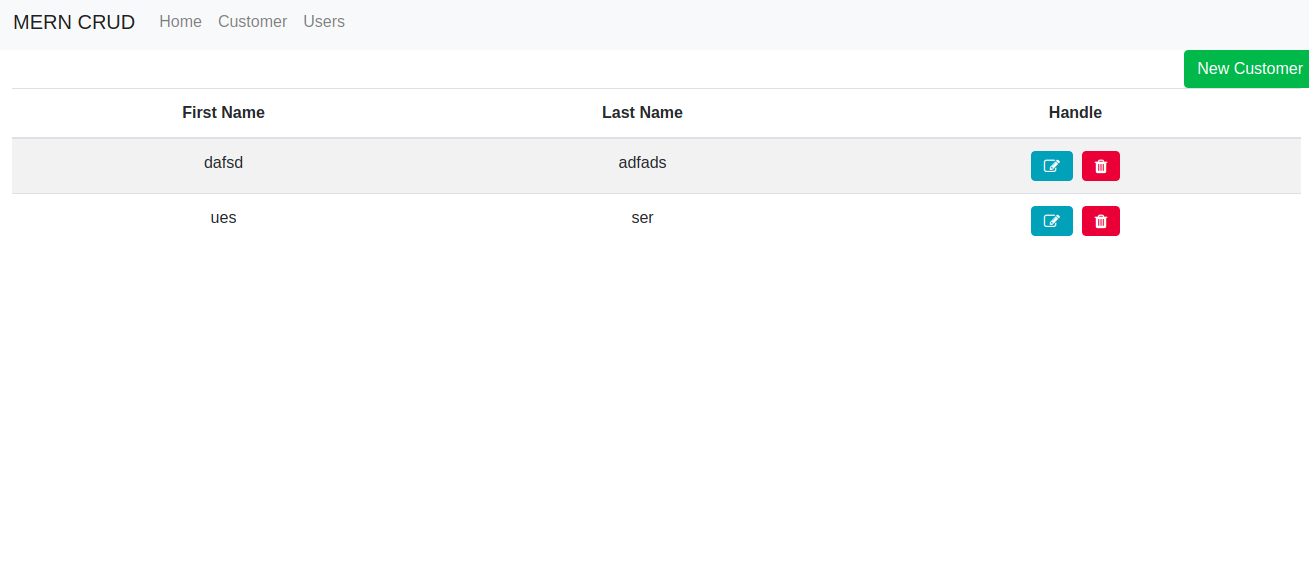 MERN CRUD Home Customer Users
New Customer
First Name Last Name Handle
dafsd adfads
ues ser